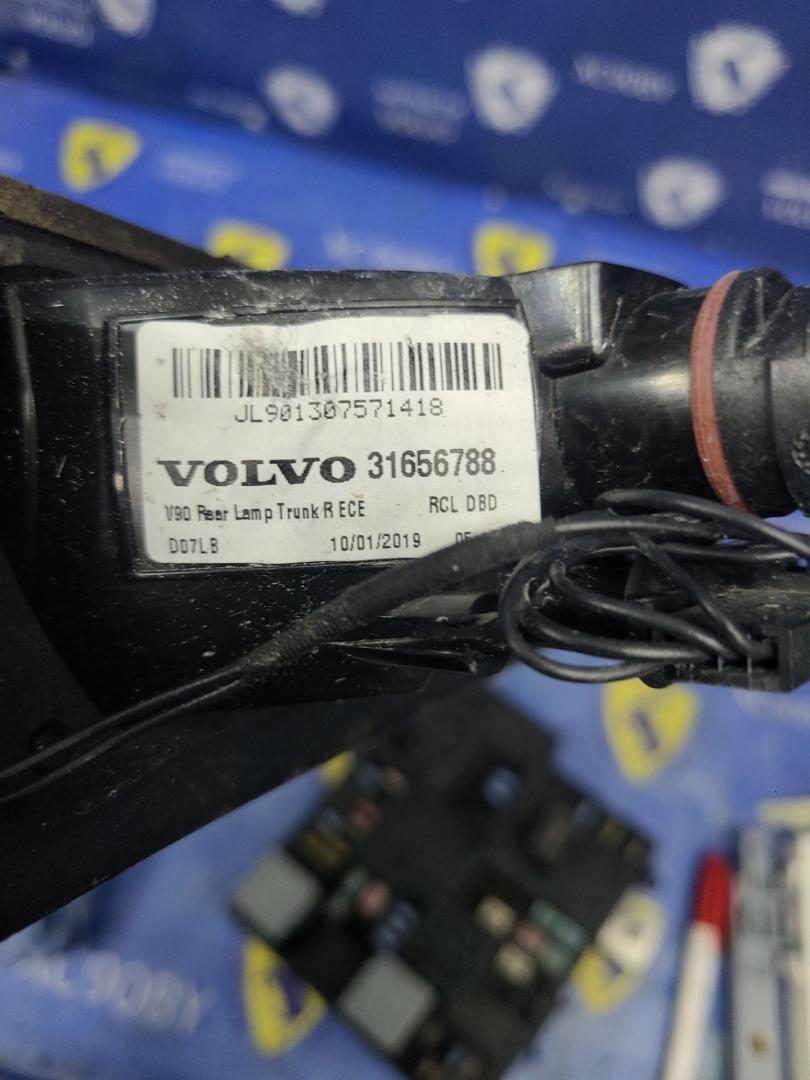 JL901307571418
VOLVO 31656788
V90 Rear Lamp Trunk R ECE RCL DBD
D07LB 10/01/2019